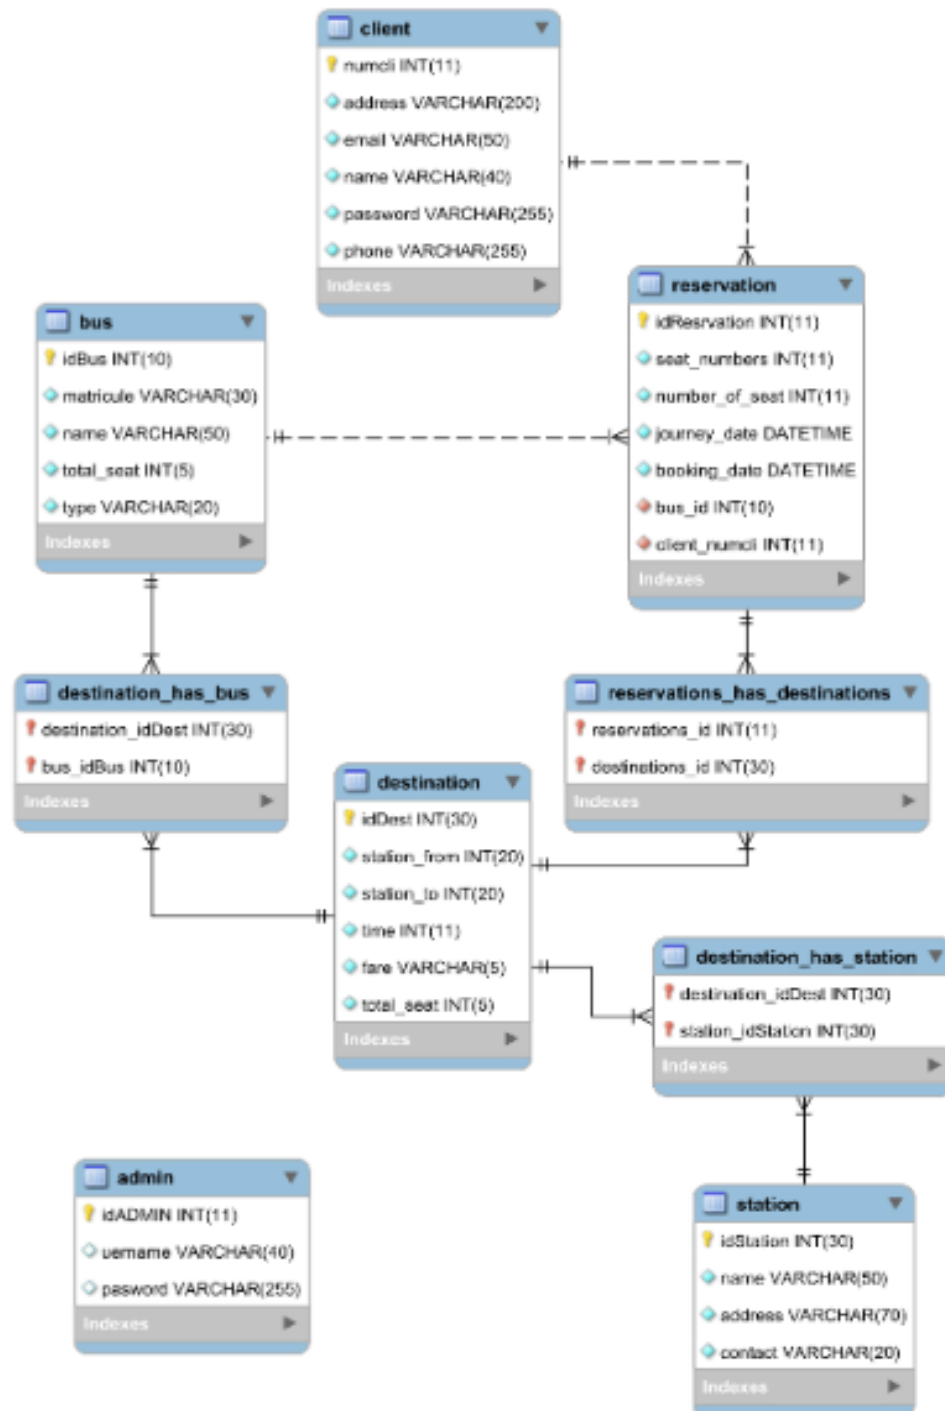 client
numcli INT(11)
address VARCHAR(200)
email VARCHAR(50)
name VARCHAR(40)
password VARCHAR(255)
phone VARCHAR(255)
Indexes
reservation
idResrvation INT(11)
seat_numbers INT(11)
number_of_seat INT(11)
journey_date DATETIME
booking_date DATETIME
bus_id INT(10)
client_numcli INT(11)
Indexes
bus
idBus INT(10)
matricule VARCHAR(30)
name VARCHAR(50)
total_seat INT(5)
type VARCHAR(20)
Indexes
destination_has_bus
destination_idDest INT(30)
bus_idBus INT(10)
Indexes
reservations_has_destinations
reservations_id INT(11)
destinations_id INT(30)
Indexes
destination
idDest INT(30)
station_from INT(20)
station_to INT(20)
time INT(11)
fare VARCHAR(5)
total_seat INT(5)
Indexes
destination_has_station
destination_idDest INT(30)
station_idStation INT(30)
Indexes
admin
idADMIN INT(11)
uername VARCHAR(40)
pasword VARCHAR(255)
Indexes
station
idStation INT(30)
name VARCHAR(50)
address VARCHAR(70)
contact VARCHAR(20)
Indexes